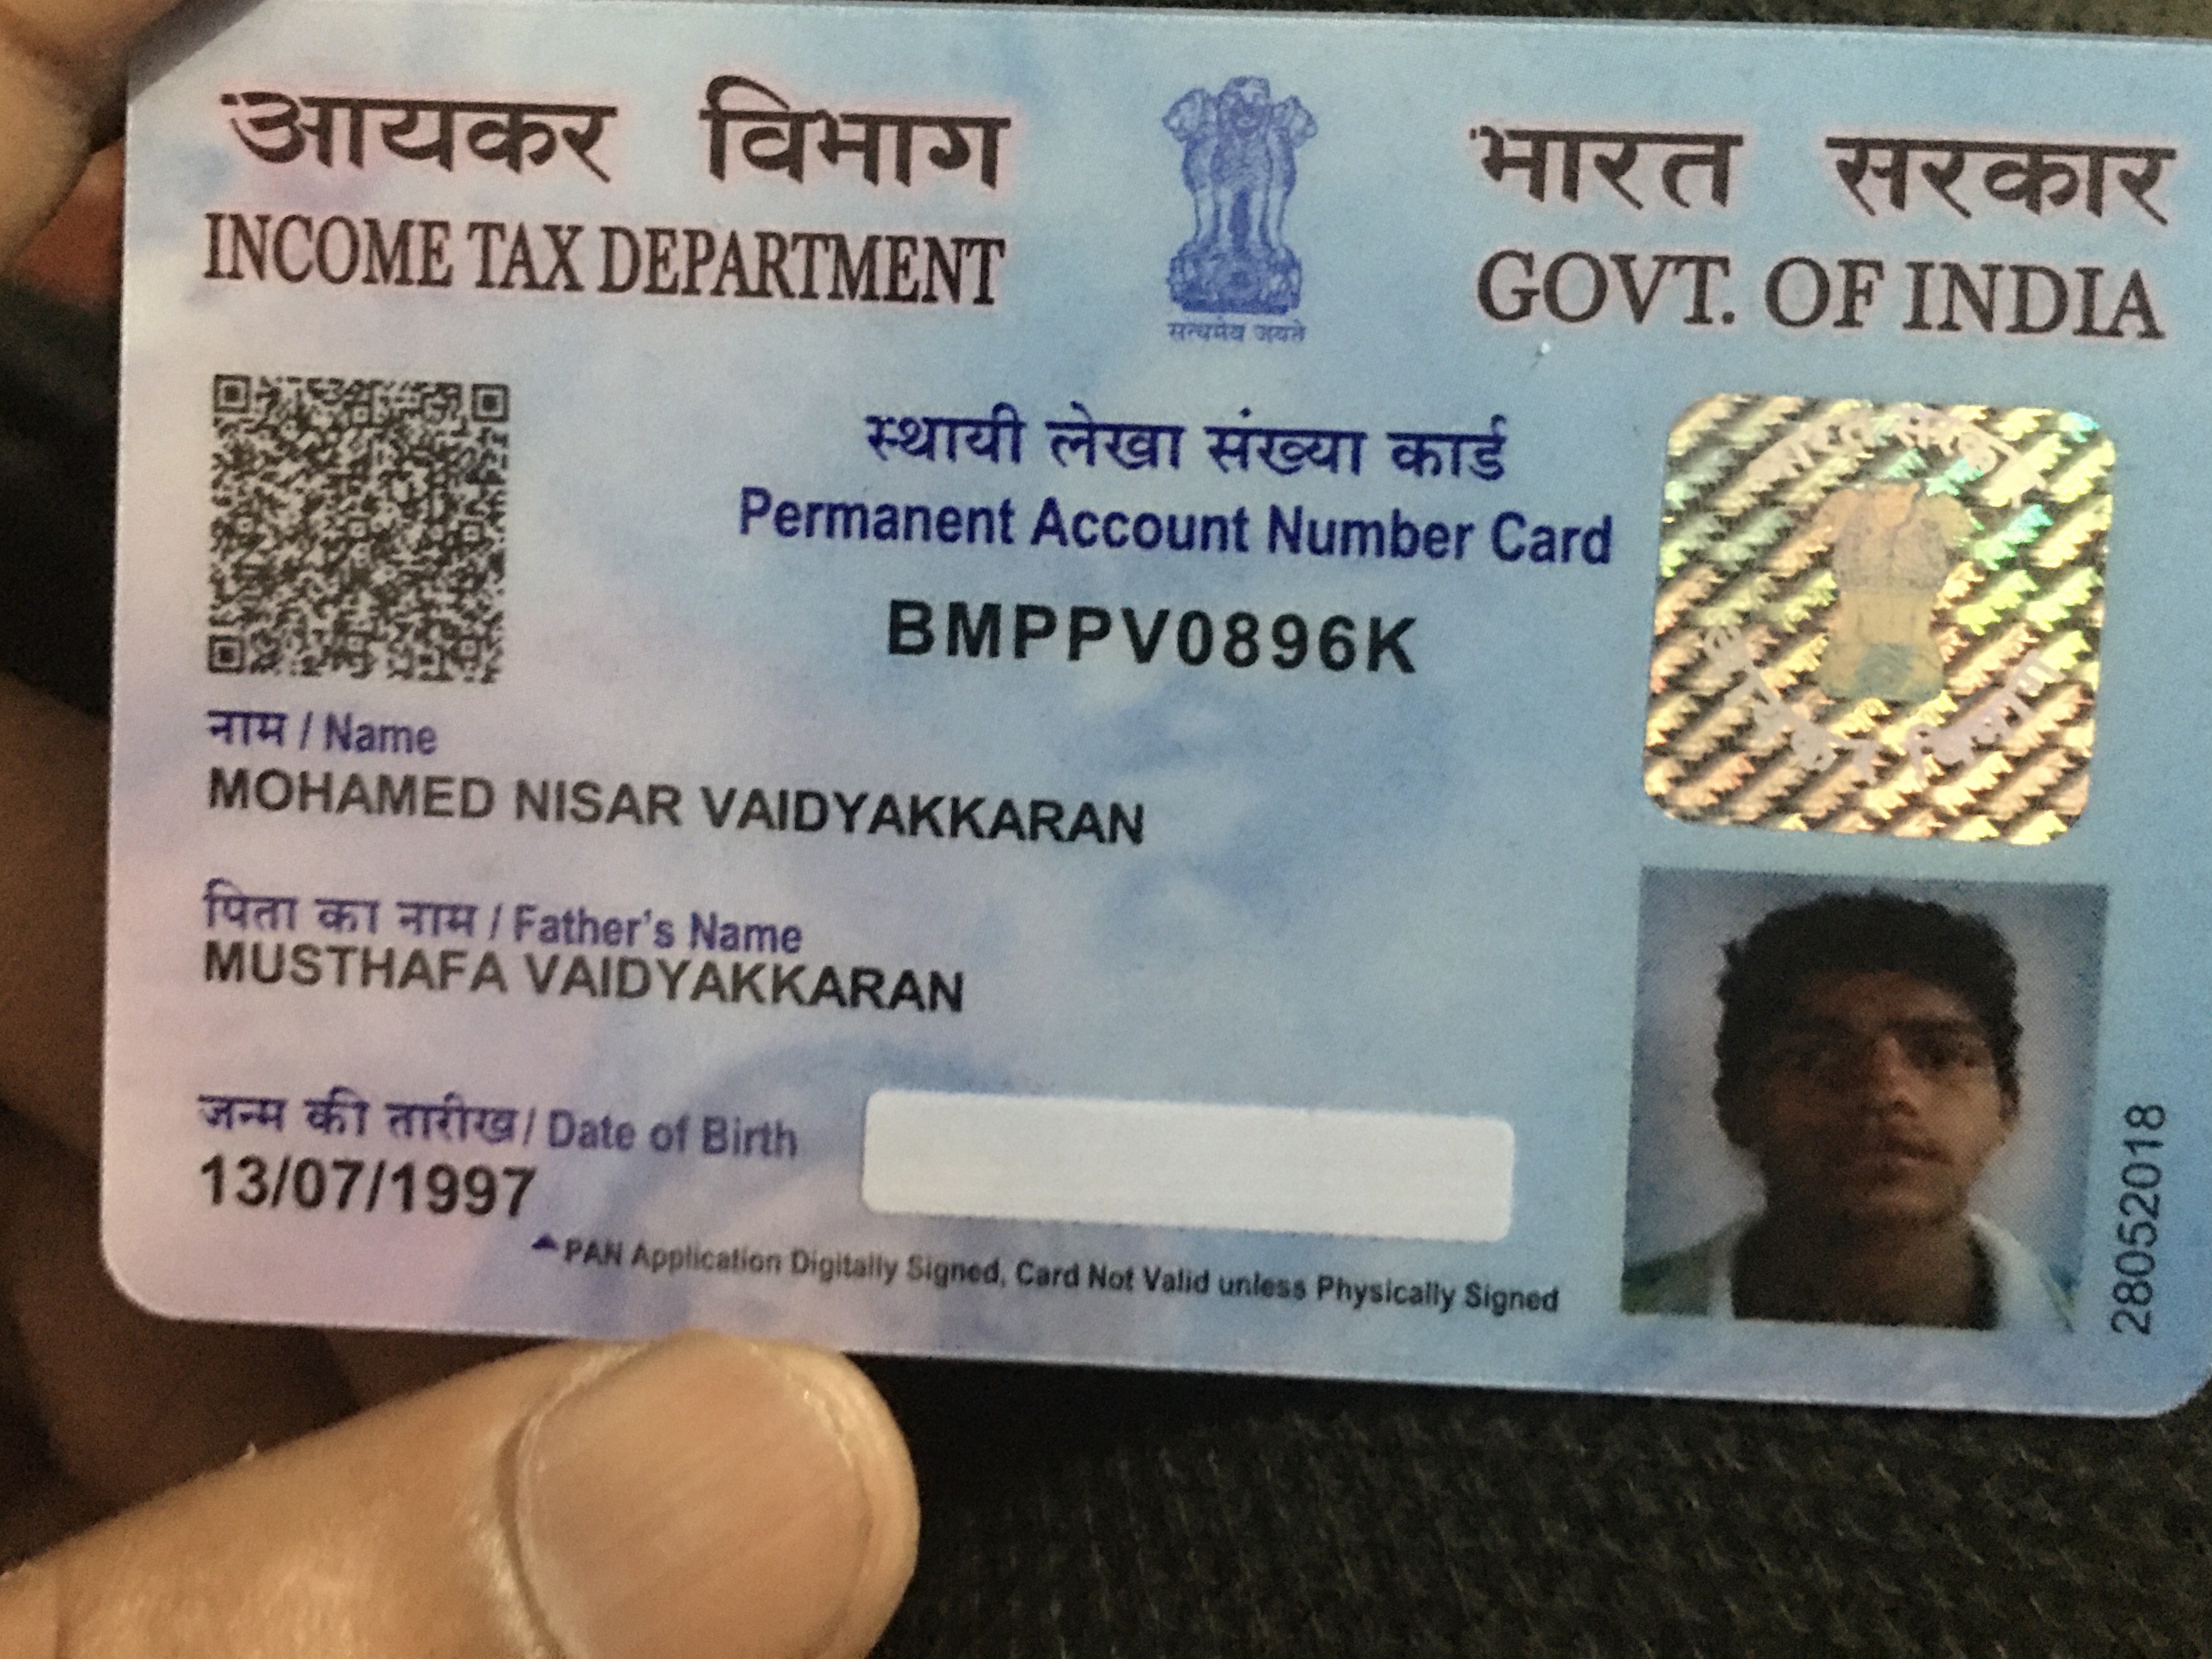 आयकर विभाग
INCOME TAX DEPARTMENT
सत्यमेव जयते
भारत सरकार
GOVT. OF INDIA
स्थायी लेखा संख्या कार्ड
Permanent Account Number Card
BMPPV0896K
नाम / Name
MOHAMED NISAR VAIDYAKKARAN
पिता का नाम / Father's Name
MUSTHAFA VAIDYAKKARAN
जन्म की तारीख / Date of Birth
13/07/1997
PAN Application Digitally Signed, Card Not Valid unless Physically Signed
28052018